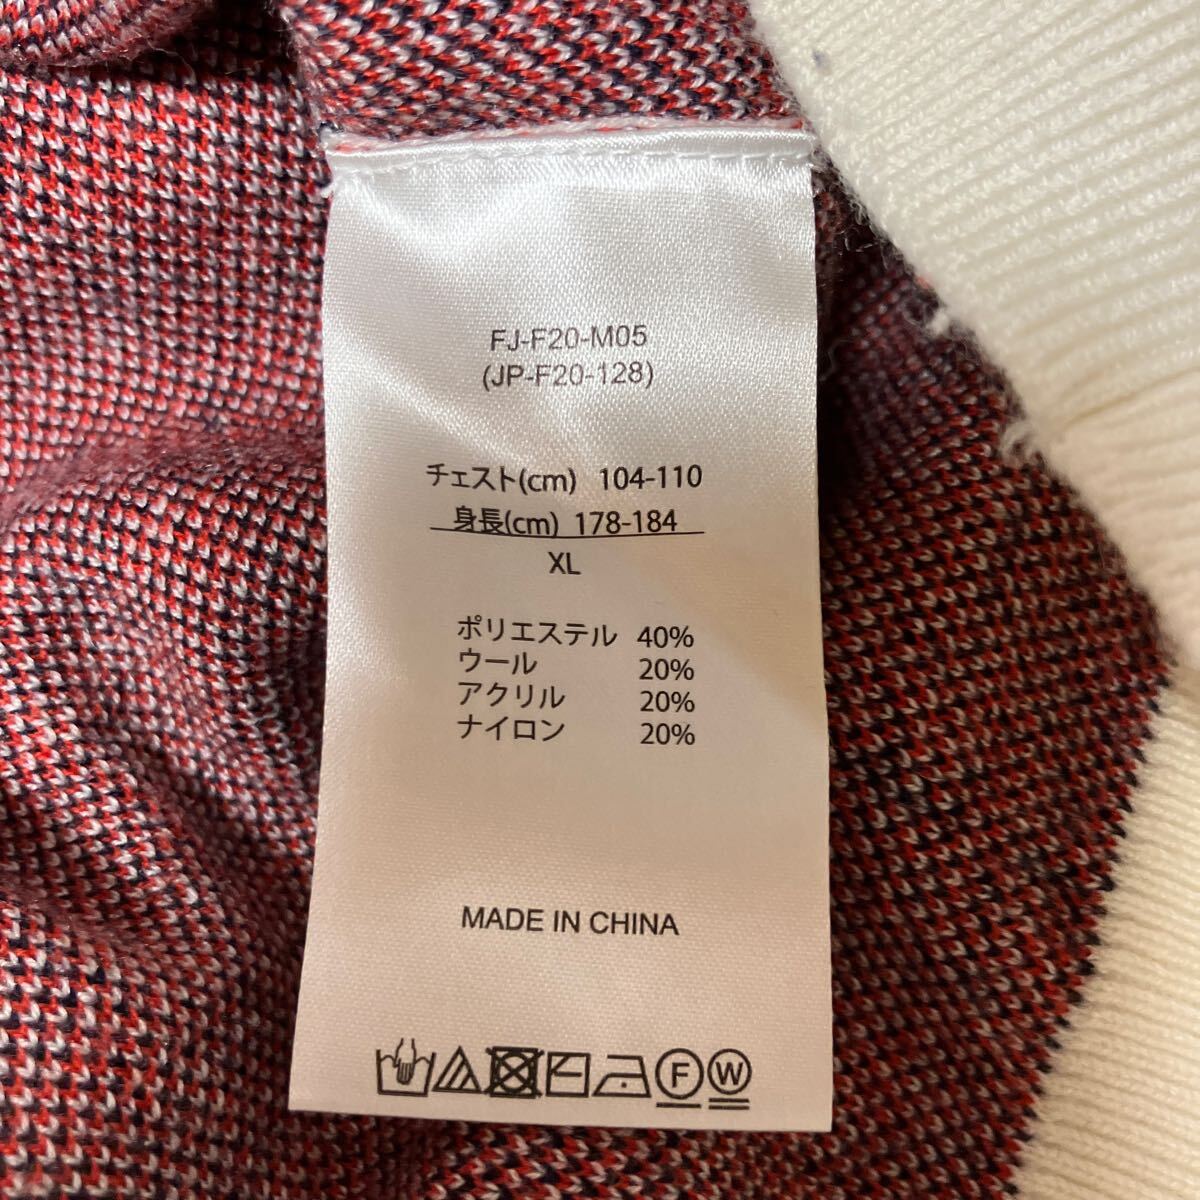 FJ-F20-M05
(JP-F20-128)
チェスト(cm) 104-110
身長(cm) 178-184
XL
ポリエステル 40%
ウール 20%
アクリル 20%
ナイロン 20%
MADE IN CHINA
F W